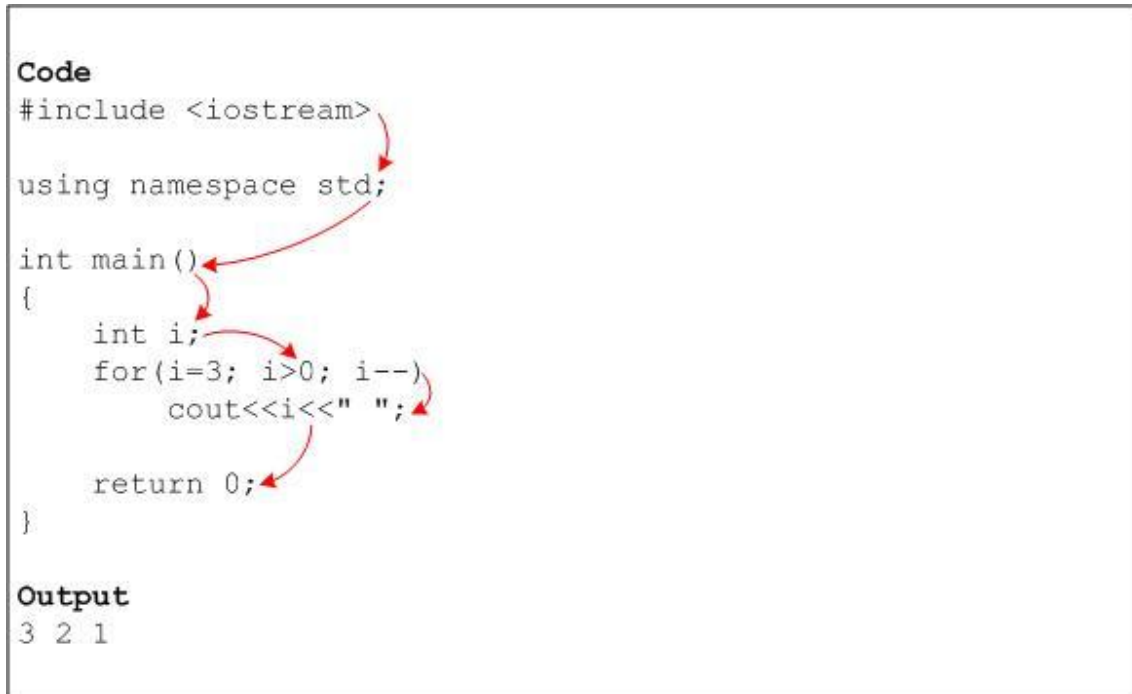 Code
#include <iostream>
using namespace std;
int main()
{
    int i;
    for(i=3; i>0; i--)
        cout<<i<<" ";
    return 0;
}
Output
3 2 1